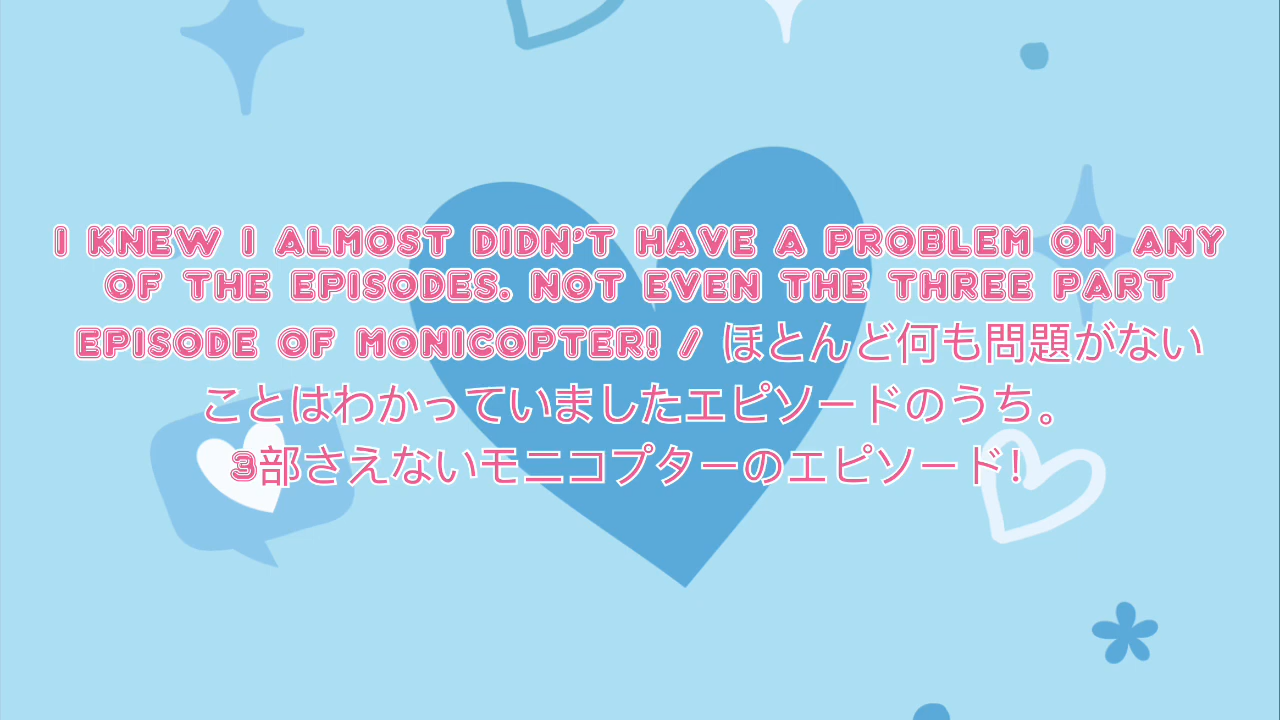 I KNEW I ALMOST DIDN'T HAVE A PROBLEM ON ANY
OF THE EPISODES. NOT EVEN THE THREE PART
EPISODE OF MONICOPTER! / ほとんど何も問題がない
ことはわかっていましたエピソードのうち。
3部さえないモニコプターのエピソード!